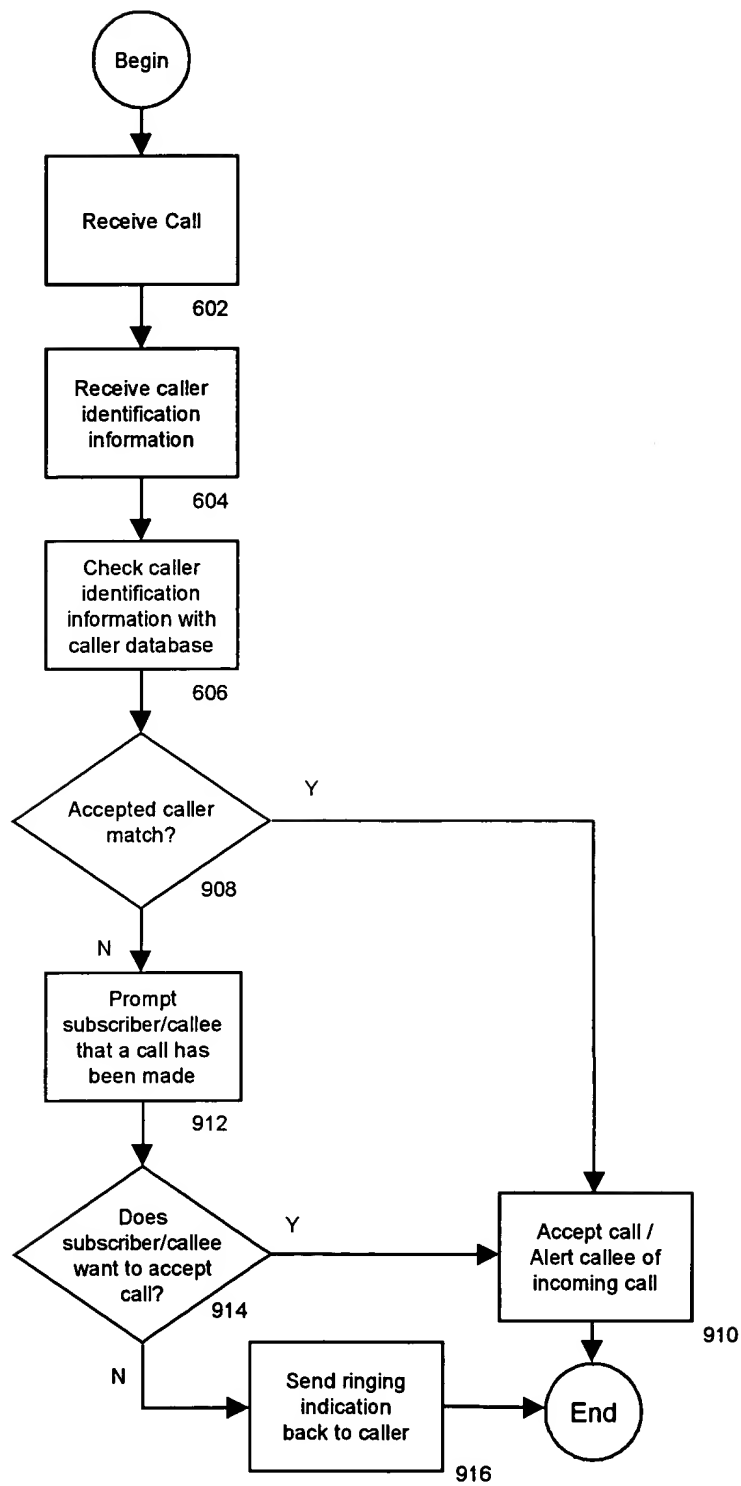 Begin
Receive Call
602
Receive caller
identification
information
604
Check caller
identification
information with
caller database
606
Accepted caller
match?
Y
908
N
Prompt
subscriber/callee
that a call has
been made
912
Does
subscriber/callee
want to accept
call?
Y
914
Accept call /
Alert callee of
incoming call
910
N
Send ringing
indication
back to caller
916
End